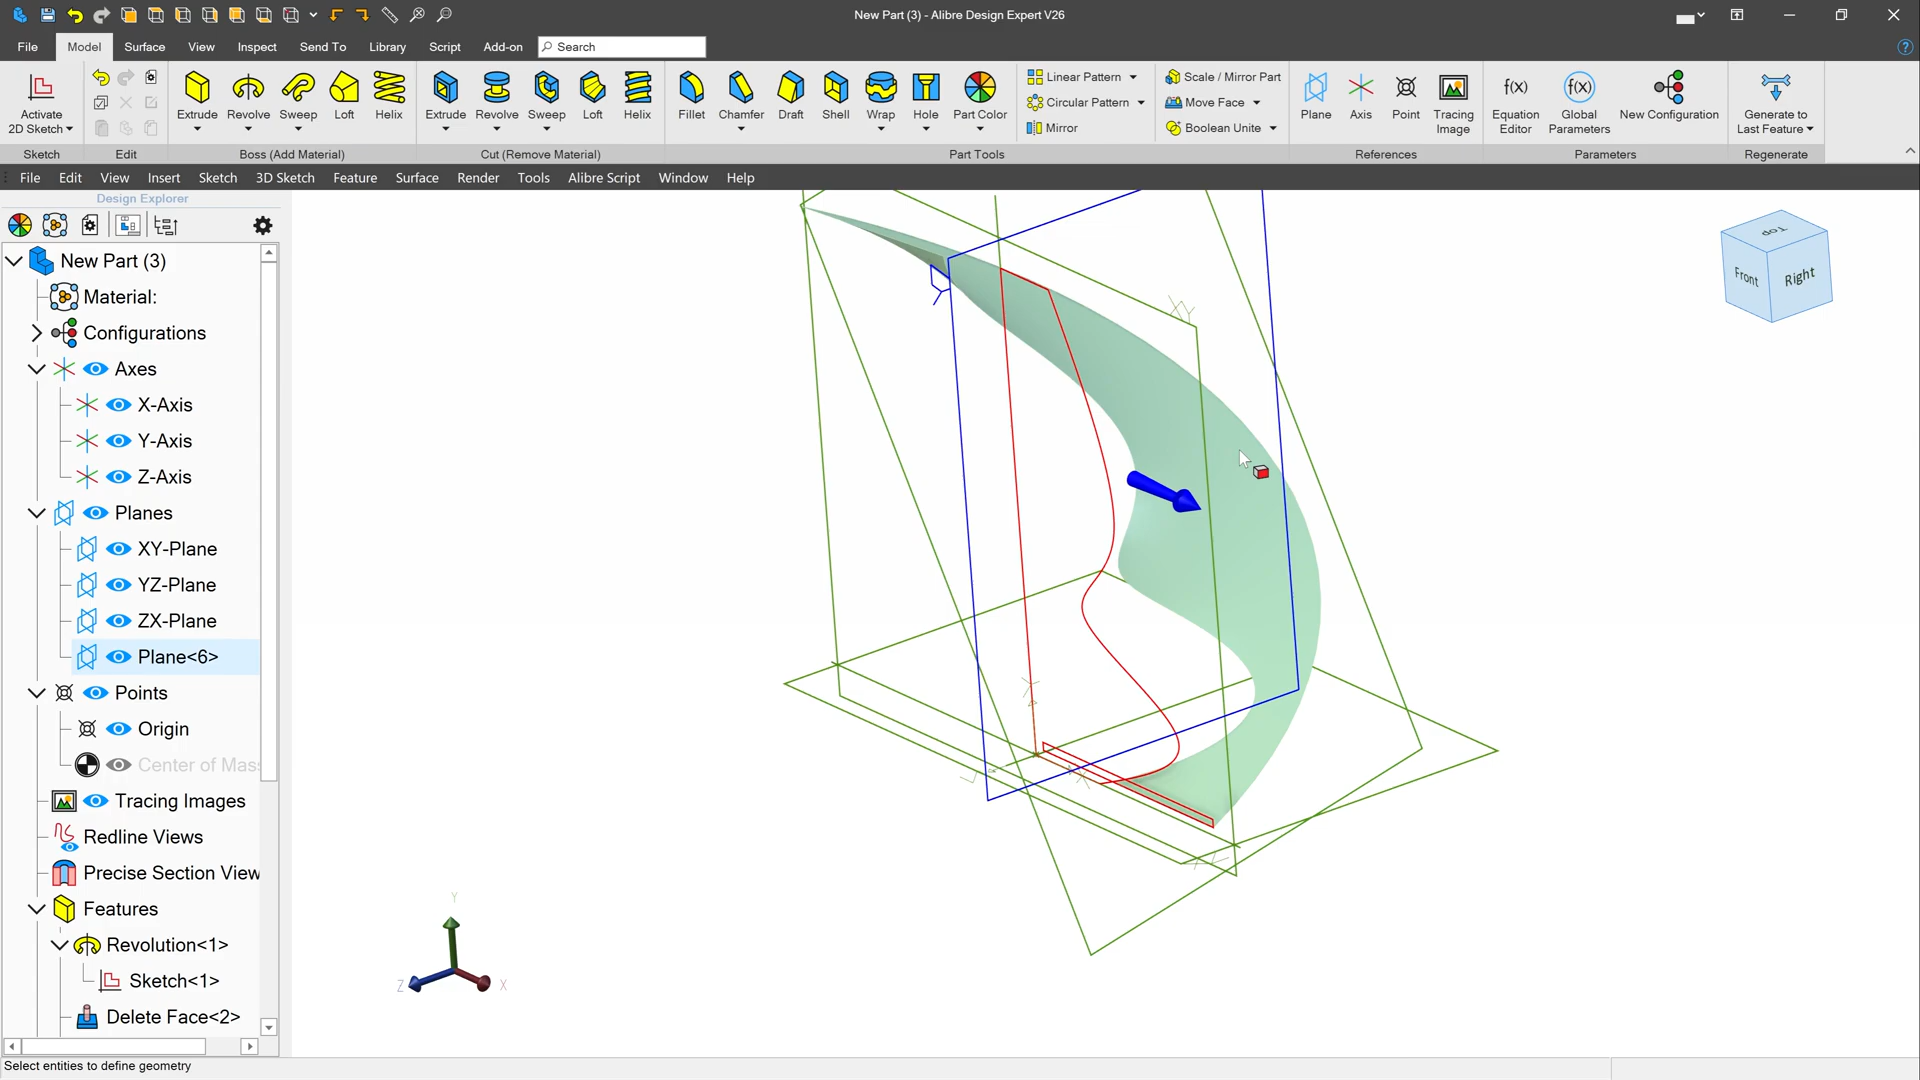 New Part (3) - Alibre Design Expert V26
File
Model
Surface
View
Inspect
Send To
Library
Script
Add-on
Search
Activate
2D Sketch
Sketch
Edit
Extrude
Revolve
Sweep
Loft
Helix
Boss (Add Material)
Extrude
Revolve
Sweep
Loft
Helix
Cut (Remove Material)
Fillet
Chamfer
Draft
Shell
Wrap
Hole
Part Color
Linear Pattern
Circular Pattern
Mirror
Scale / Mirror Part
Move Face
Boolean Unite
Part Tools
Plane
Axis
Point
Tracing
Image
References
f(x)
Equation
Editor
f(x)
Global
Parameters
New Configuration
Parameters
Generate to
Last Feature
Regenerate
File
Edit
View
Insert
Sketch
3D Sketch
Feature
Surface
Render
Tools
Alibre Script
Window
Help
Design Explorer
New Part (3)
Material:
Configurations
Axes
X-Axis
Y-Axis
Z-Axis
Planes
XY-Plane
YZ-Plane
ZX-Plane
Plane<6>
Points
Origin
Center of Mass
Tracing Images
Redline Views
Precise Section View
Features
Revolution<1>
Sketch<1>
Delete Face<2>
Top
Front
Right
Y
Z
X
Select entities to define geometry